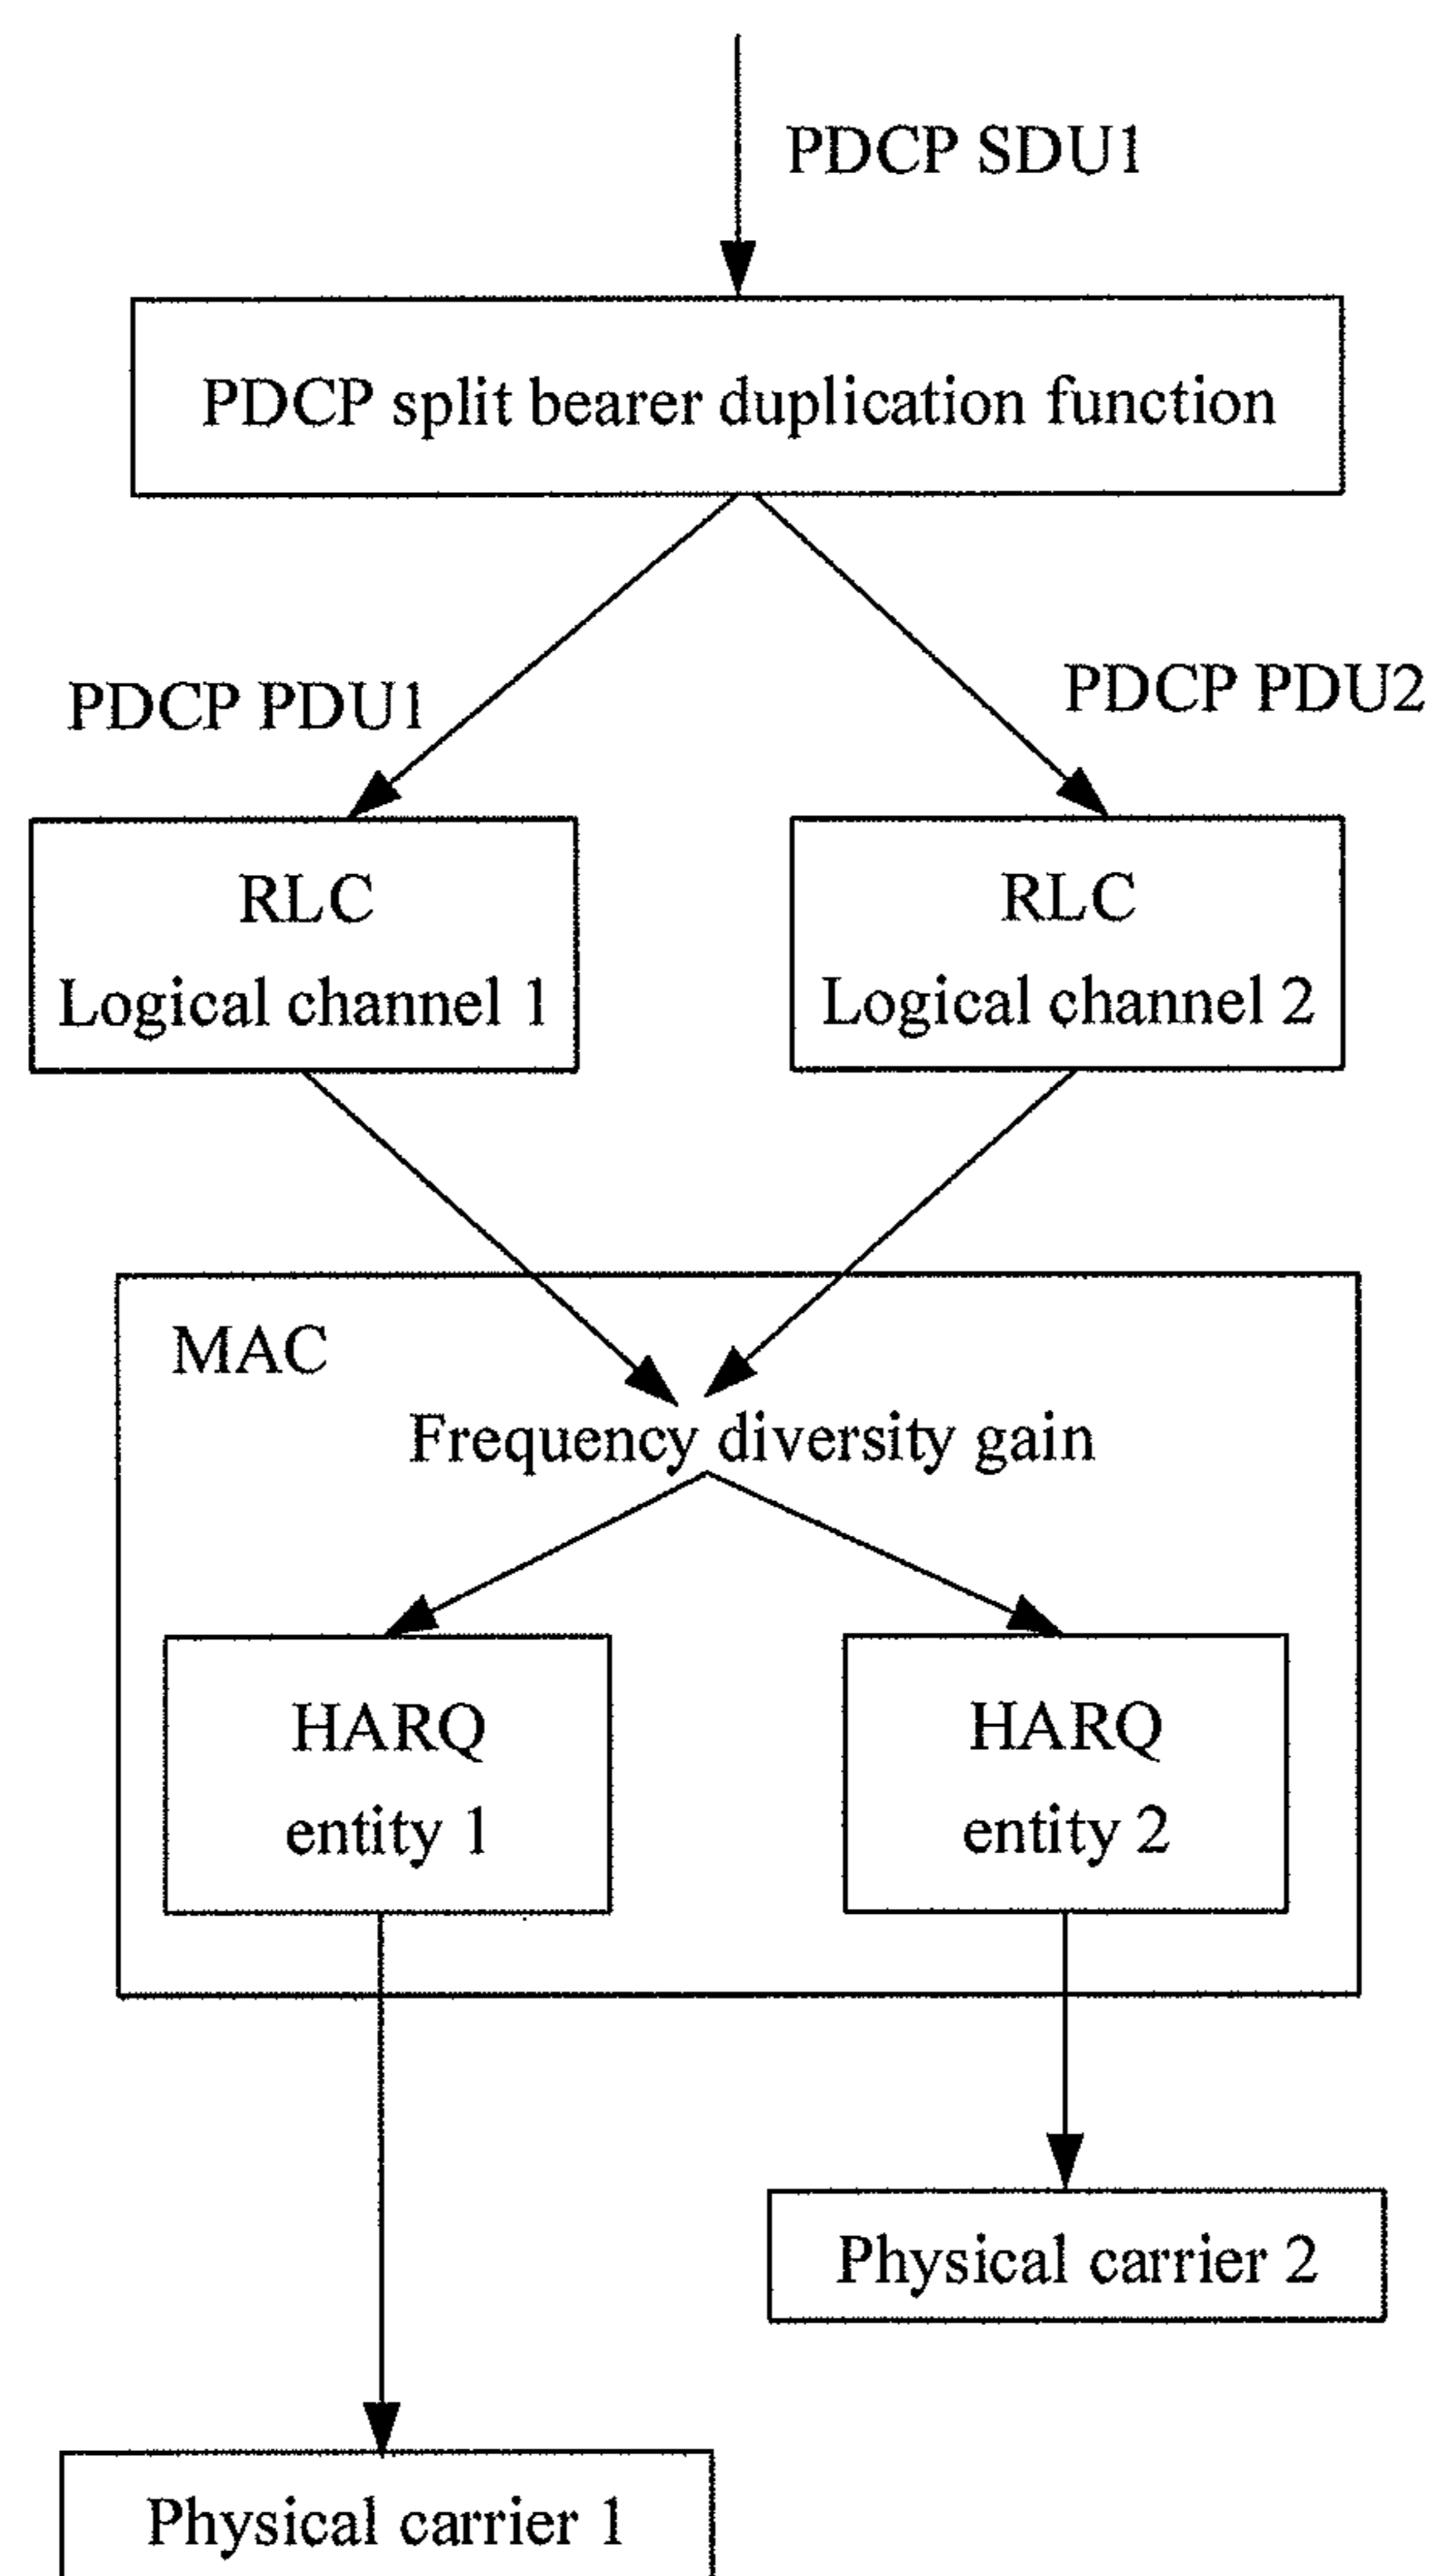 PDCP SDU1
PDCP split bearer duplication function
PDCP PDU1
PDCP PDU2
RLC
Logical channel 1
RLC
Logical channel 2
MAC
Frequency diversity gain
HARQ
entity 1
HARQ
entity 2
Physical carrier 2
Physical carrier 1